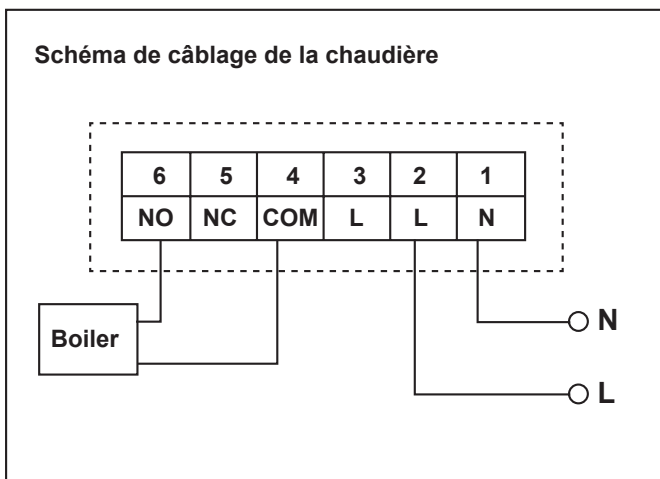 Schéma de câblage de la chaudière
6 5 4 3 2 1
NO NC COM L L N
Boiler
N
L